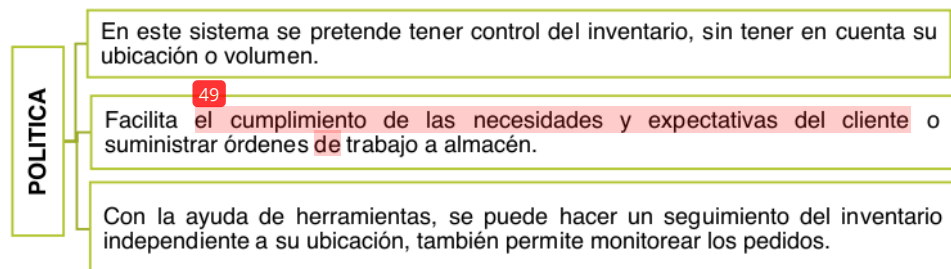 POLITICA
En este sistema se pretende tener control del inventario, sin tener en cuenta su
ubicación o volumen.
49
Facilita el cumplimiento de las necesidades y expectativas del cliente o
suministrar órdenes de trabajo a almacén.
Con la ayuda de herramientas, se puede hacer un seguimiento del inventario
independiente a su ubicación, también permite monitorear los pedidos.